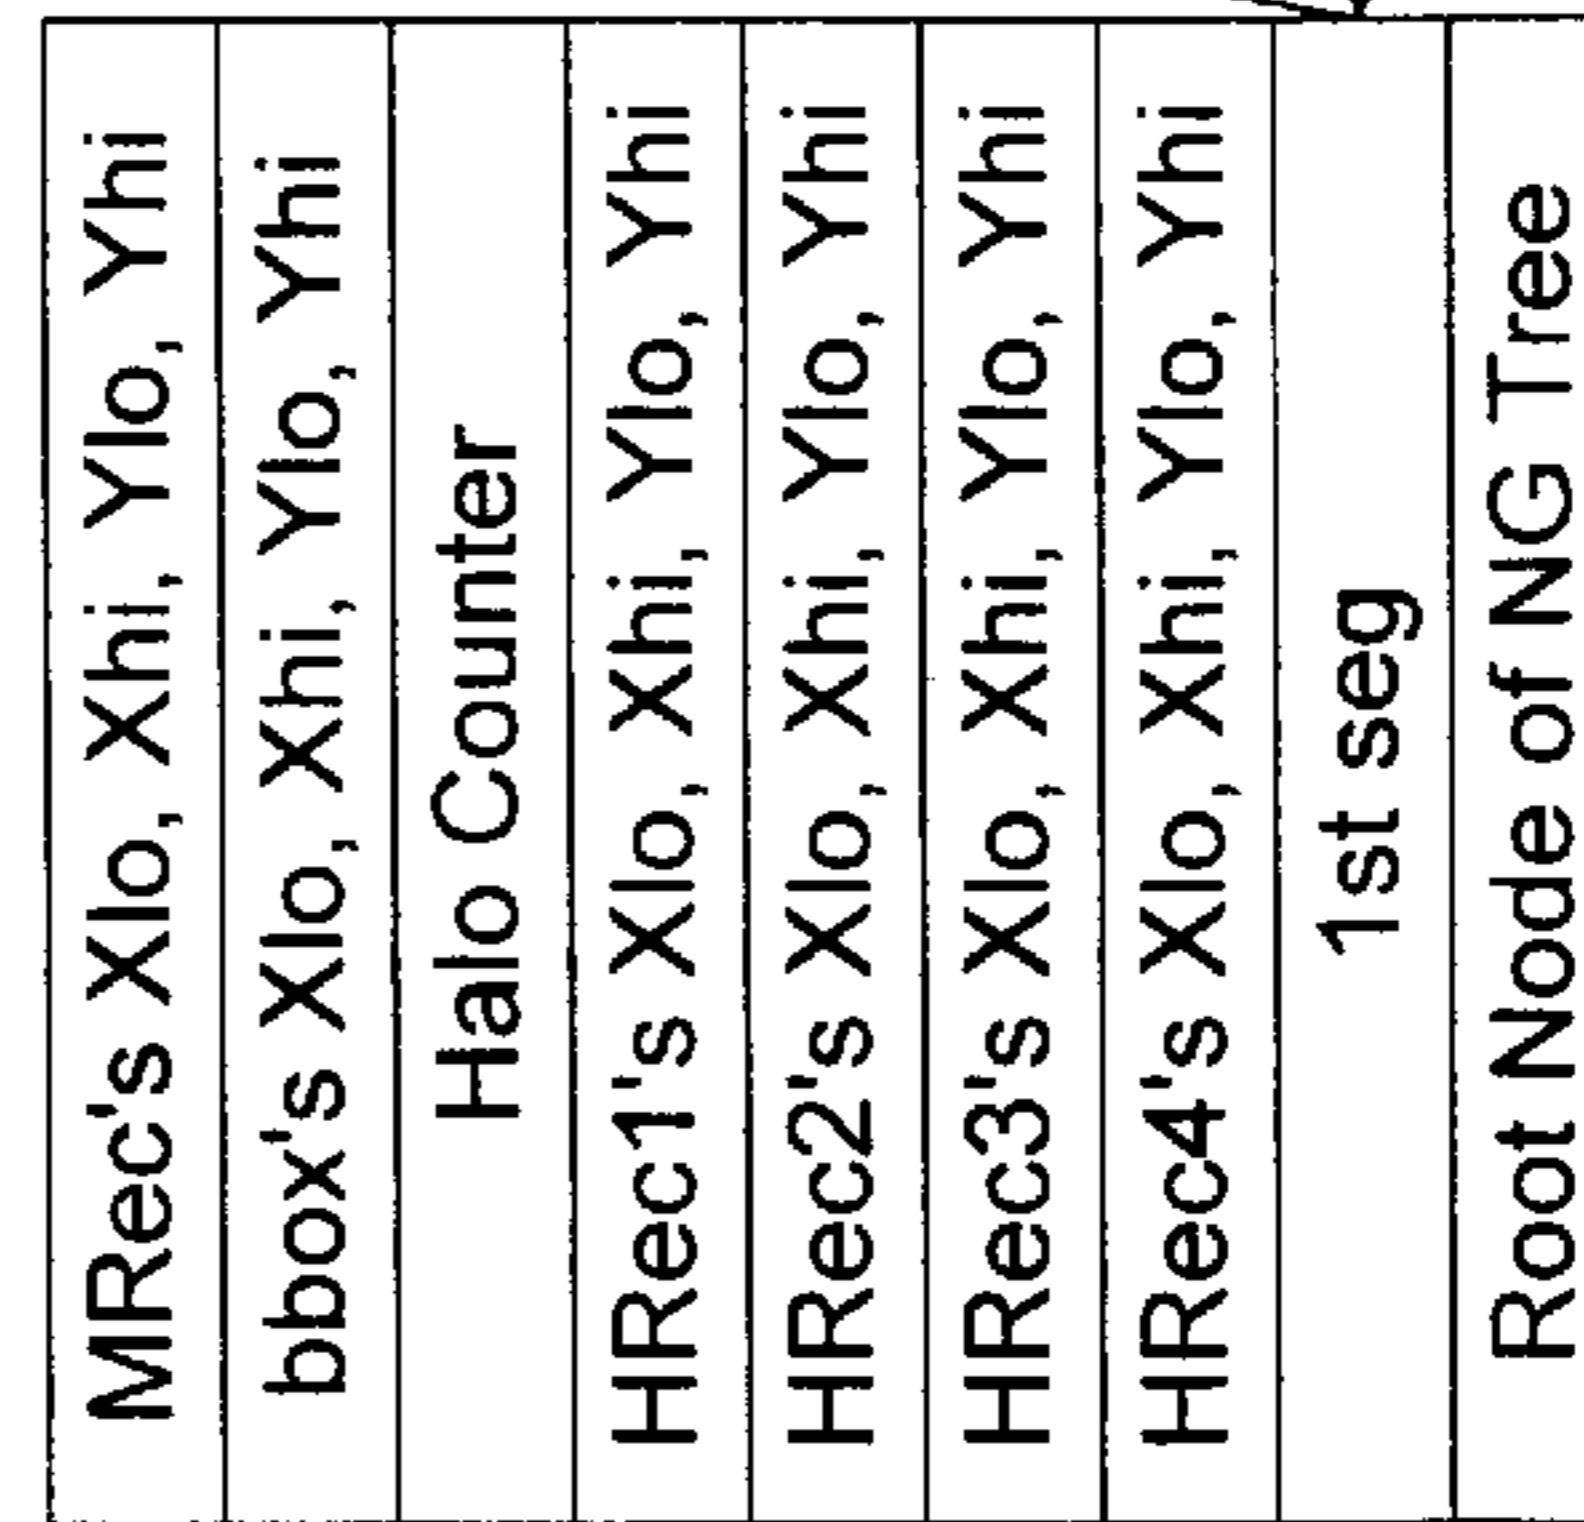 MRec's Xlo, Xhi, Ylo, Yhi
bbox's Xlo, Xhi, Ylo, Yhi
Halo Counter
HRec1's Xlo, Xhi, Ylo, Yhi
HRec2's Xlo, Xhi, Ylo, Yhi
HRec3's Xlo, Xhi, Ylo, Yhi
HRec4's Xlo, Xhi, Ylo, Yhi
1st seg
Root Node of NG Tree